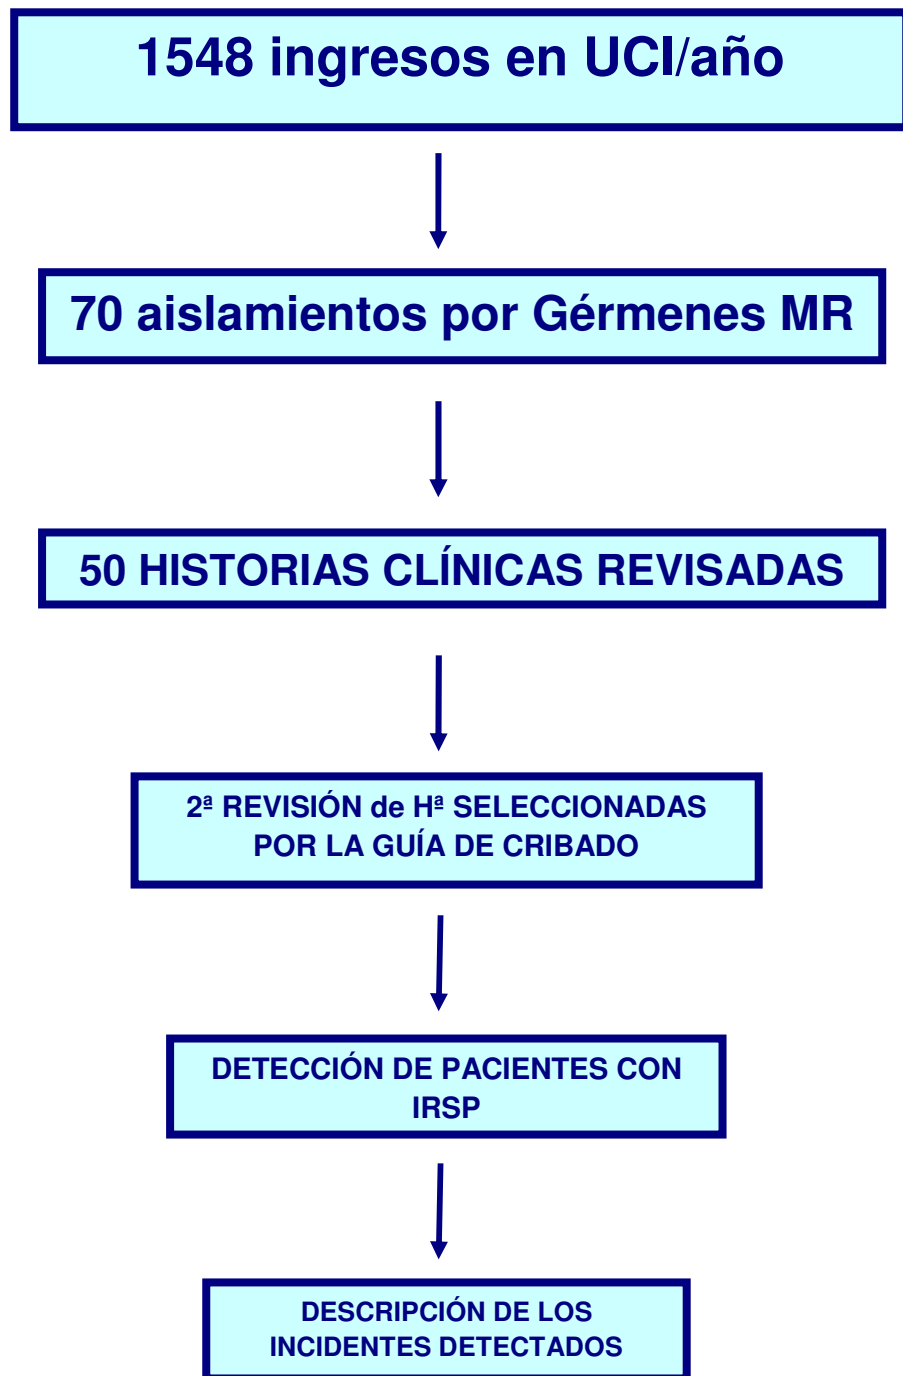 1548 ingresos en UCI/año
70 aislamientos por Gérmenes MR
50 HISTORIAS CLÍNICAS REVISADAS
2ª REVISIÓN de Hª SELECCIONADAS
POR LA GUÍA DE CRIBADO
DETECCIÓN DE PACIENTES CON
IRSP
DESCRIPCIÓN DE LOS
INCIDENTES DETECTADOS